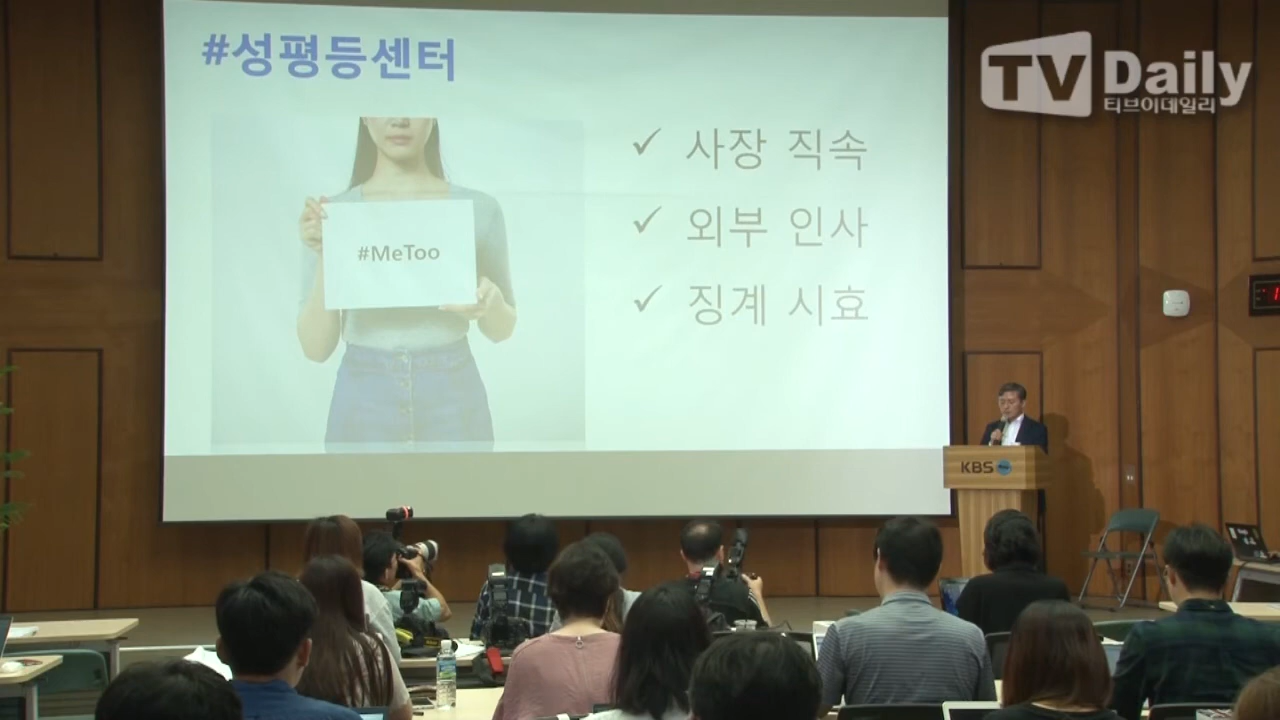 #성평등센터
TV Daily
티브이데일리
✓ 사장 직속
✓ 외부 인사
✓ 징계 시효
#MeToo
KBS